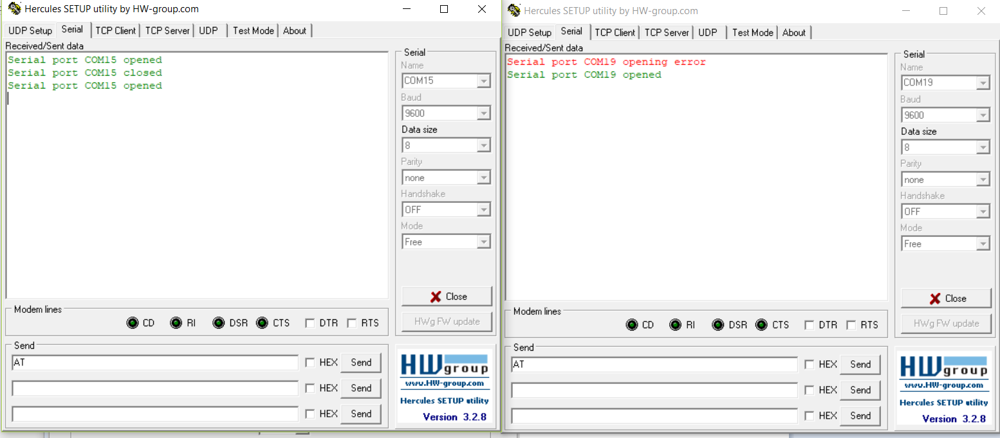 Hercules SETUP utility by HW-group.com
UDP Setup Serial TCP Client TCP Server UDP Test Mode About
Received/Sent data
Serial port COM15 opened
Serial port COM15 closed
Serial port COM15 opened
Serial
Name
COM15
Baud
9600
Data size
8
Parity
none
Handshake
OFF
Mode
Free
Close
HWg FW update
Modem lines
CD RI DSR CTS DTR RTS
Send
AT HEX Send
HEX Send
HEX Send
HWgroup
www.HW-group.com
Hercules SETUP utility
Version 3.2.8
Hercules SETUP utility by HW-group.com
UDP Setup Serial TCP Client TCP Server UDP Test Mode About
Received/Sent data
Serial port COM19 opening error
Serial port COM19 opened
Serial
Name
COM19
Baud
9600
Data size
8
Parity
none
Handshake
OFF
Mode
Free
Close
HWg FW update
Modem lines
CD RI DSR CTS DTR RTS
Send
AT HEX Send
HEX Send
HEX Send
HWgroup
www.HW-group.com
Hercules SETUP utility
Version 3.2.8